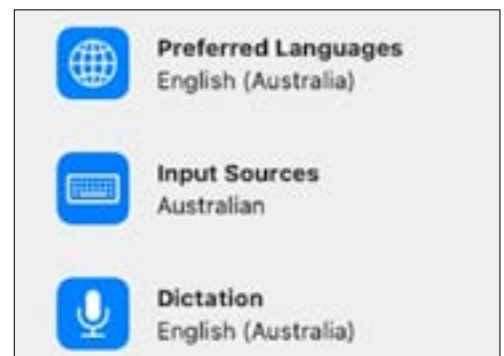 Preferred Languages
English (Australia)
Input Sources
Australian
Dictation
English (Australia)